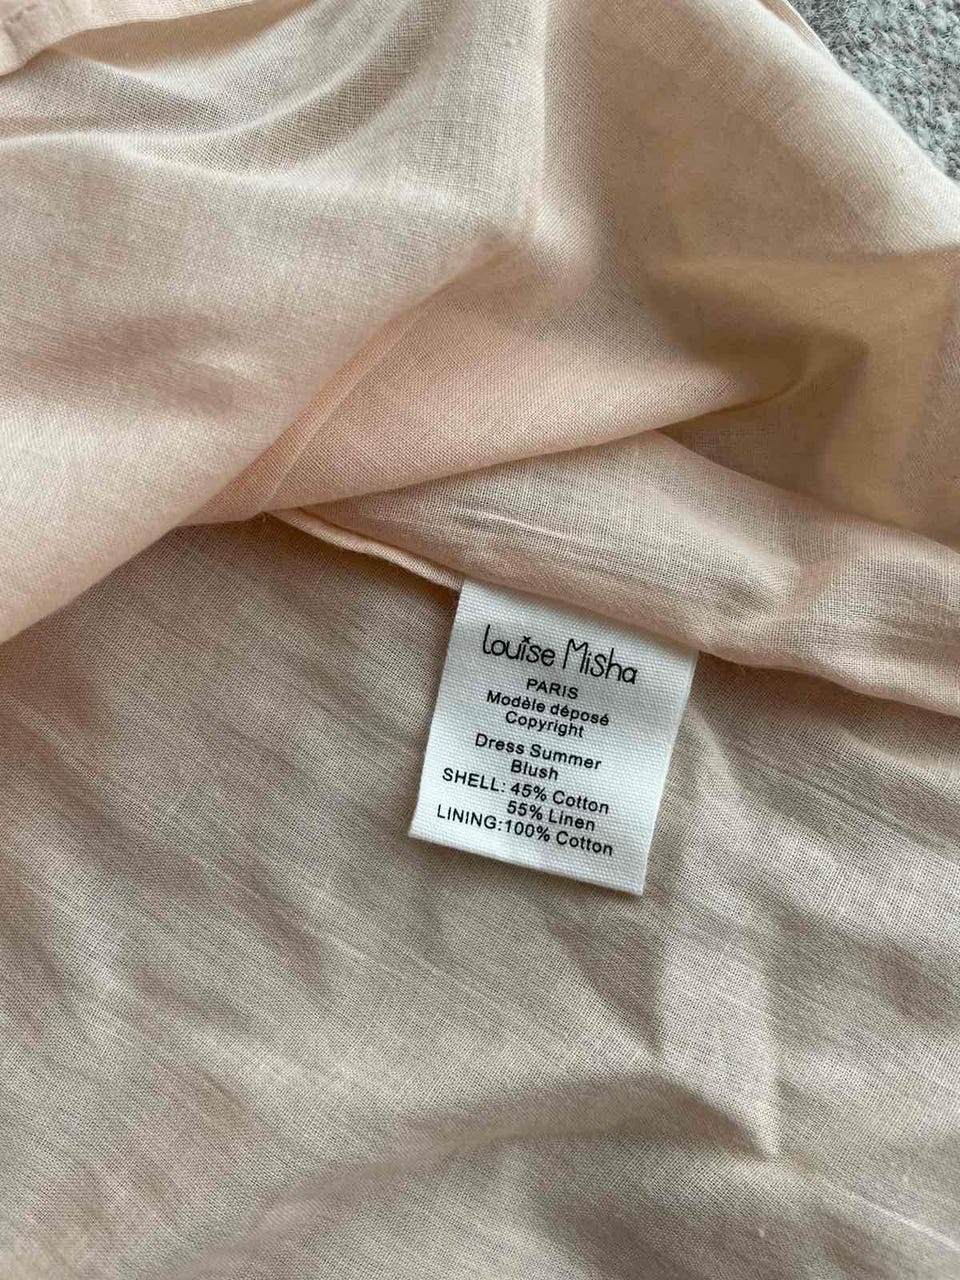 Louise Misha
PARIS
Modèle déposé
Copyright
Dress Summer
Blush
SHELL: 45% Cotton
55% Linen
LINING:100% Cotton